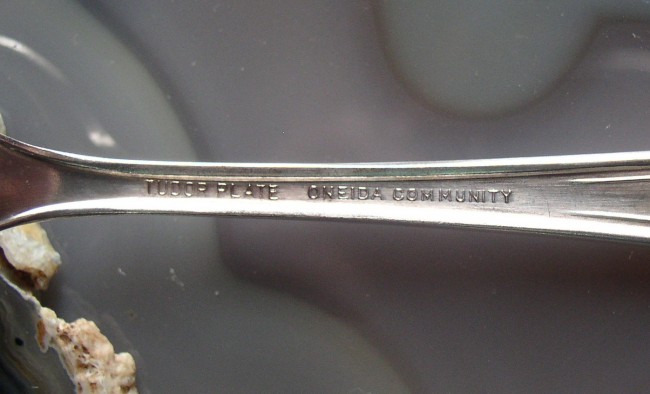 TUDOR PLATE ONEIDA COMMUNITY